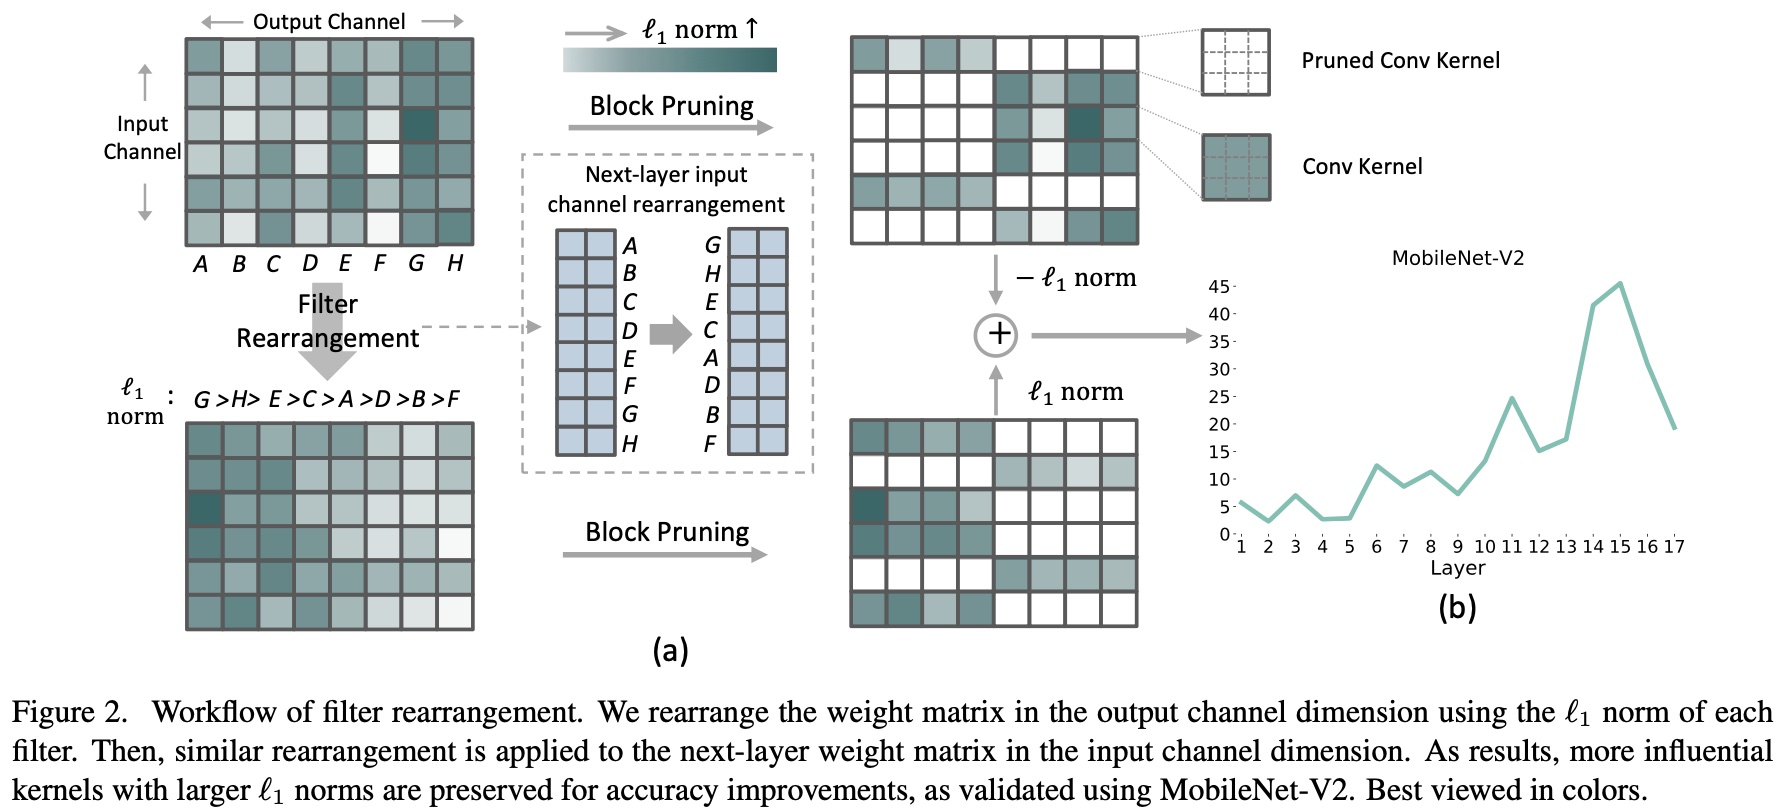 Output Channel
Input
Channel
A B C D E F G H
Filter
Rearrangement
ℓ1
norm : G >H> E >C >A >D >B >F
ℓ1 norm ↑
Block Pruning
Next-layer input
channel rearrangement
A G
B H
C E
D C
E A
F D
G B
H F
Block Pruning
(a)
Pruned Conv Kernel
Conv Kernel
− ℓ1 norm
+
ℓ1 norm
MobileNet-V2
45
40
35
30
25
20
15
10
5
0
1 2 3 4 5 6 7 8 9 10 11 12 13 14 15 16 17
Layer
(b)
Figure 2. Workflow of filter rearrangement. We rearrange the weight matrix in the output channel dimension using the ℓ1 norm of each
filter. Then, similar rearrangement is applied to the next-layer weight matrix in the input channel dimension. As results, more influential
kernels with larger ℓ1 norms are preserved for accuracy improvements, as validated using MobileNet-V2. Best viewed in colors.